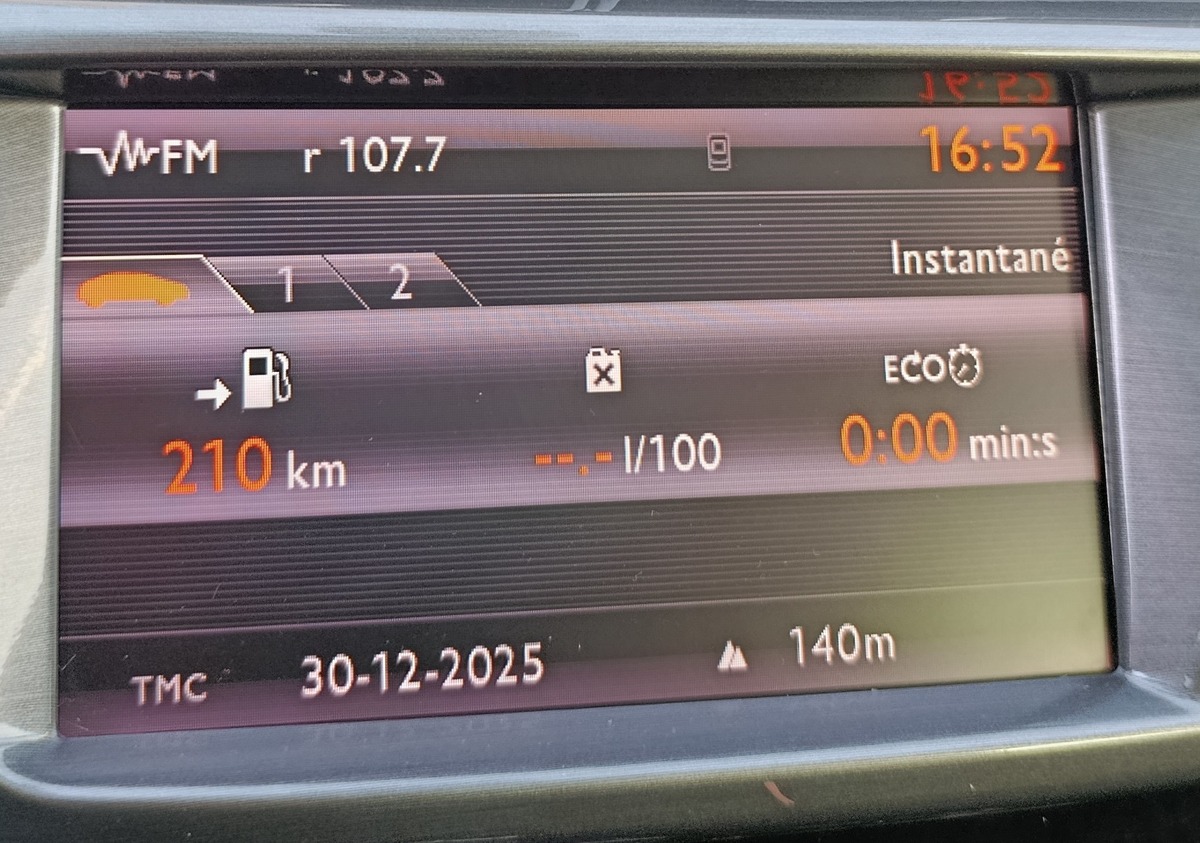 FM r 107.7 16:52
Instantané
1 2
ECO
210 km --.- l/100 0:00 min:s
TMC 30-12-2025 140m